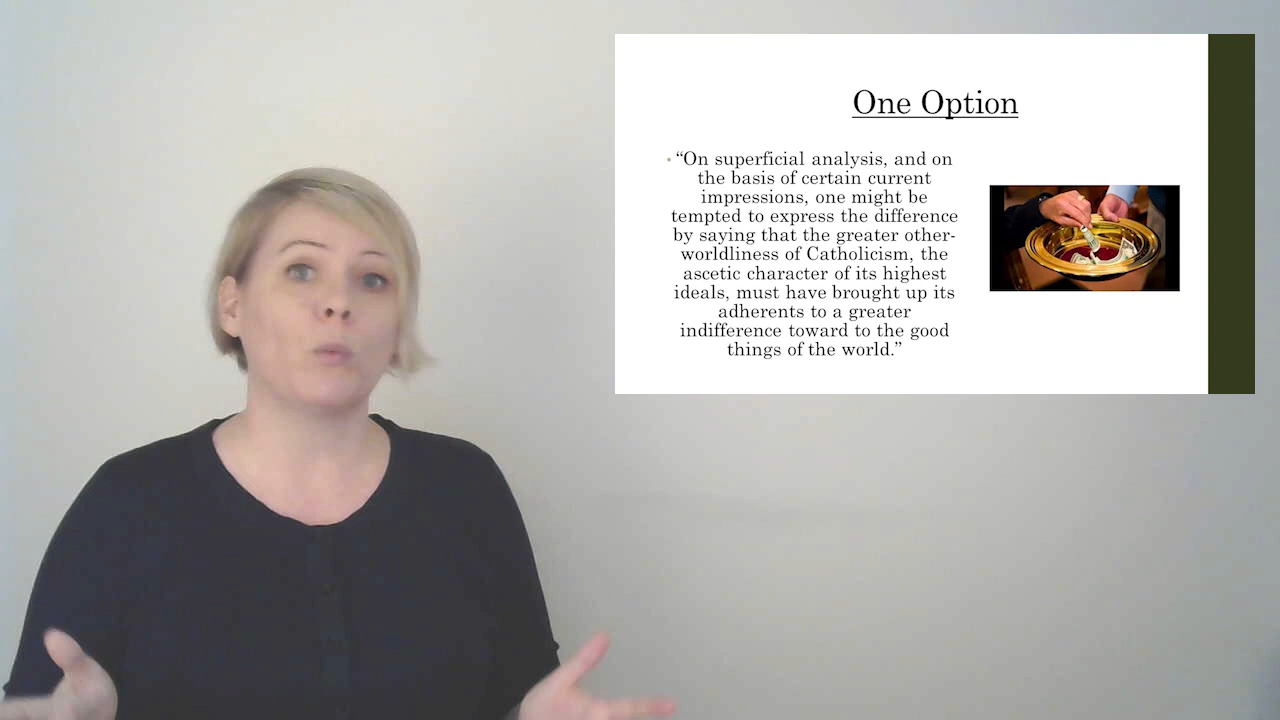 One Option
“On superficial analysis, and on
the basis of certain current
impressions, one might be
tempted to express the difference
by saying that the greater other-
worldliness of Catholicism, the
ascetic character of its highest
ideals, must have brought up its
adherents to a greater
indifference toward to the good
things of the world.”